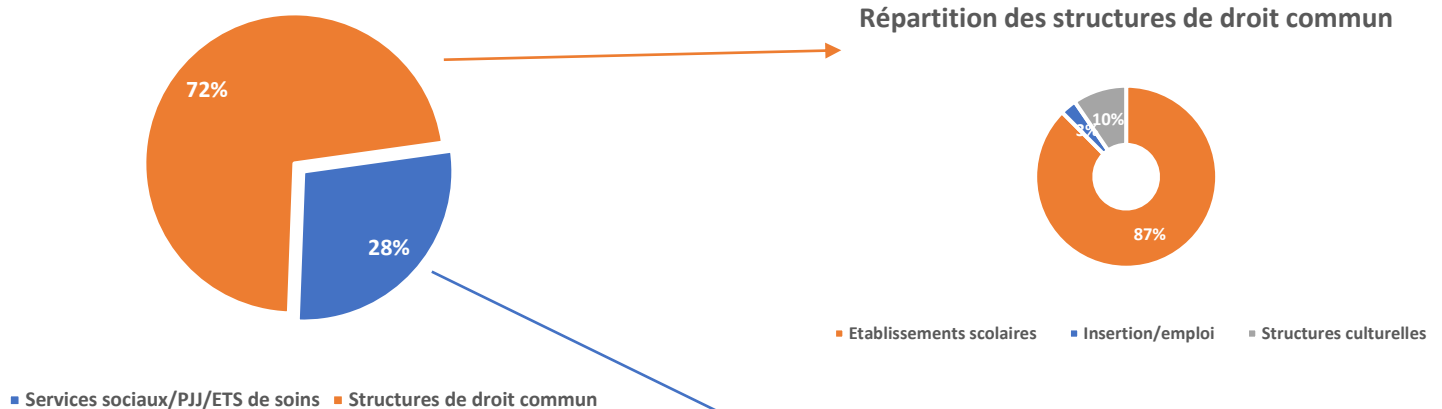 Répartition des structures de droit commun
72%
28%
10%
3%
87%
Etablissements scolaires Insertion/emploi Structures culturelles
Services sociaux/PJJ/ETS de soins Structures de droit commun